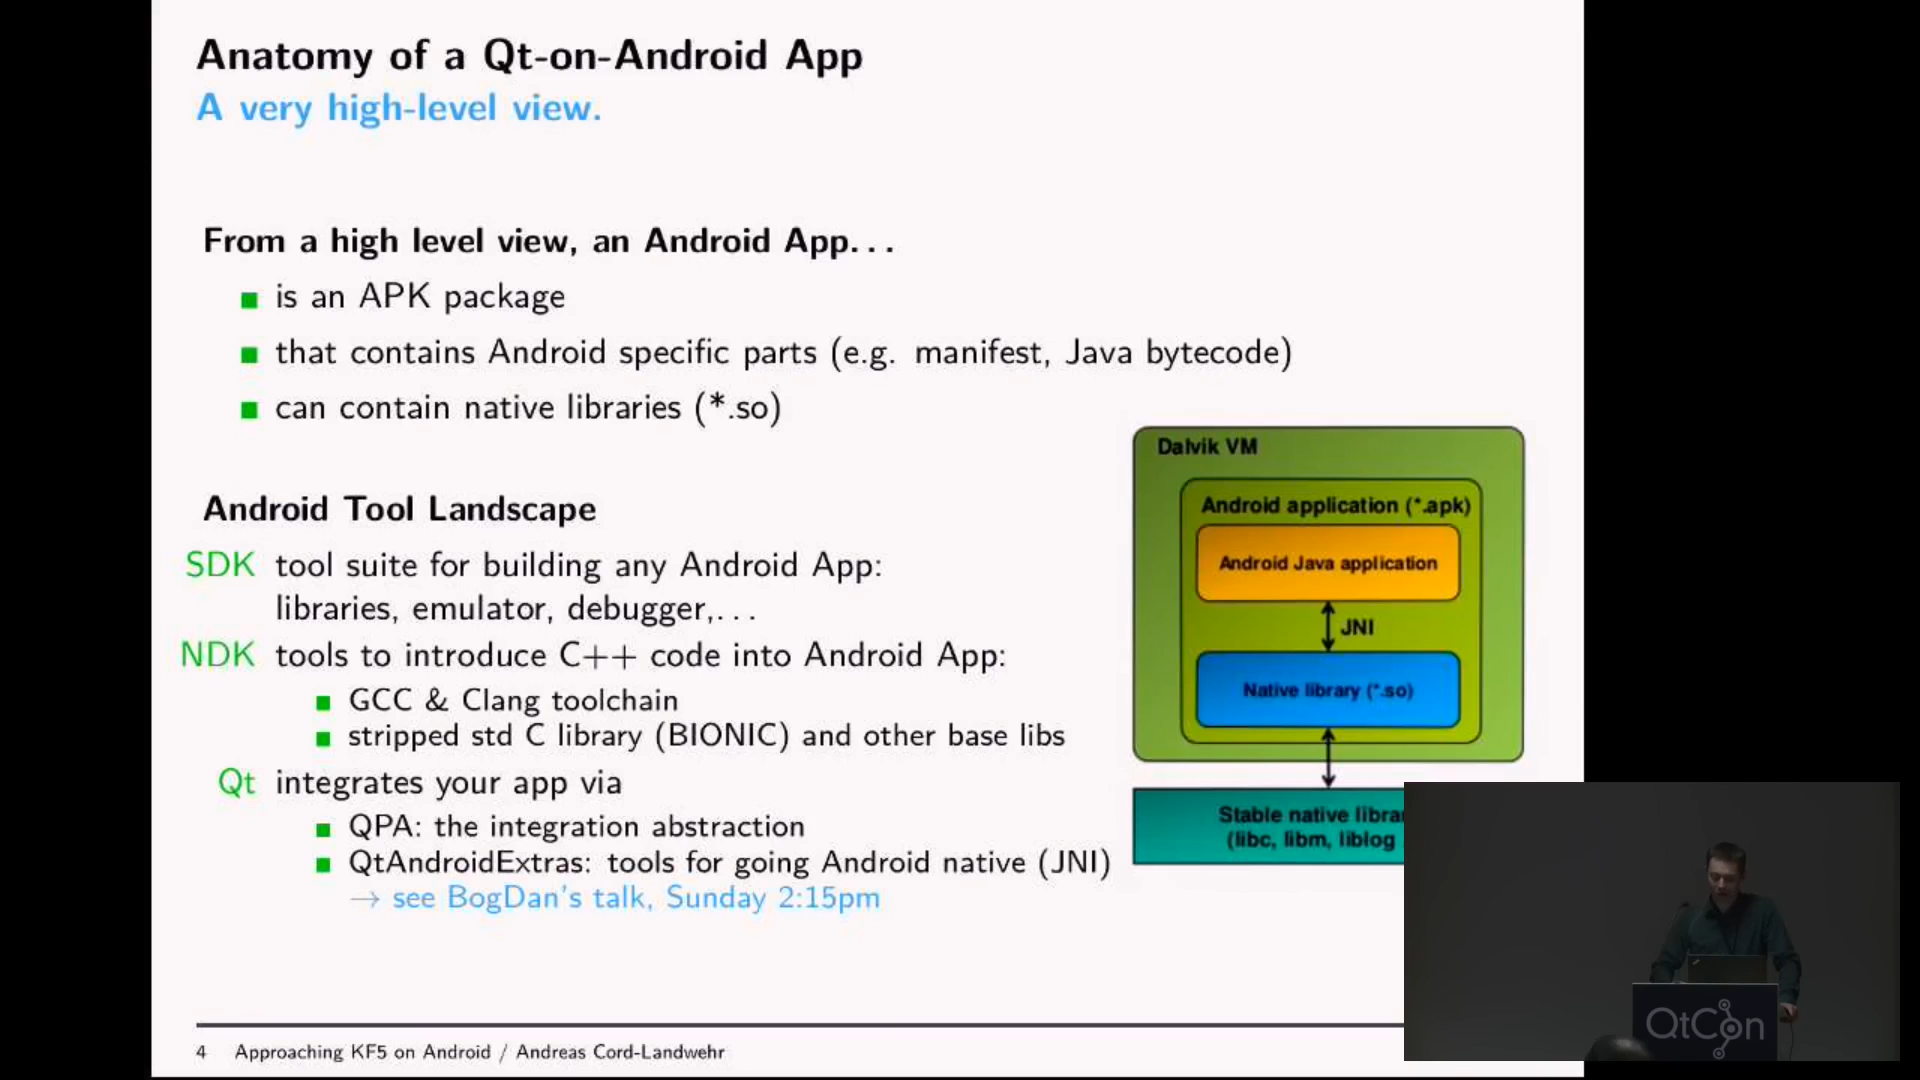 Anatomy of a Qt-on-Android App
A very high-level view.
From a high level view, an Android App...
is an APK package
that contains Android specific parts (e.g. manifest, Java bytecode)
can contain native libraries (*.so)
Android Tool Landscape
SDK tool suite for building any Android App:
libraries, emulator, debugger,...
NDK tools to introduce C++ code into Android App:
GCC & Clang toolchain
stripped std C library (BIONIC) and other base libs
Qt integrates your app via
QPA: the integration abstraction
QtAndroidExtras: tools for going Android native (JNI)
→ see BogDan's talk, Sunday 2:15pm
Dalvik VM
Android application (*.apk)
Android Java application
JNI
Native library (*.so)
Stable native
(libc, libm, liblog
QtCon
4 Approaching KF5 on Android / Andreas Cord-Landwehr